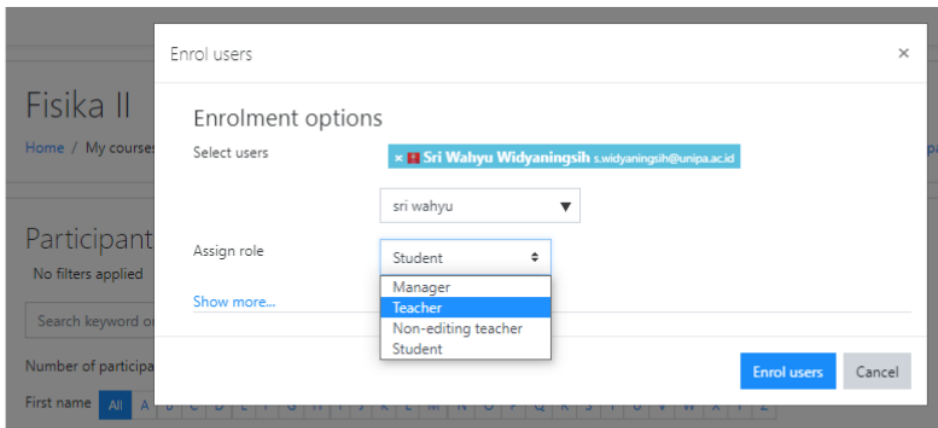 Enrol users ×
Fisika II
Enrolment options
Home / My courses
Select users
× Sri Wahyu Widyaningsih s.widyaningsih@unipa.ac.id
sri wahyu ▼
Participant
Assign role
Student
No filters applied
Manager
Show more...
Teacher
Non-editing teacher
Search keyword or
Student
Number of participa
Enrol users
Cancel
First name All A